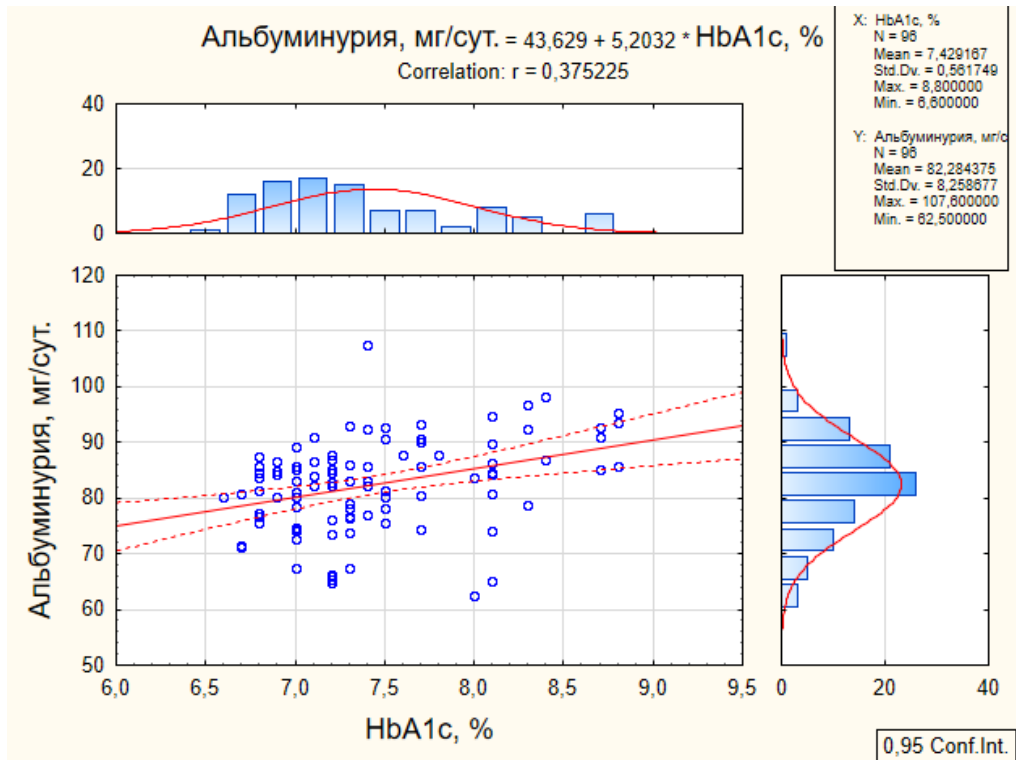 Альбуминурия, мг/сут. = 43,629 + 5,2032 * HbA1c, %
Correlation: r = 0,375225
X: HbA1c, %
N = 96
Mean = 7,429167
Std.Dv. = 0,561749
Max. = 8,800000
Min. = 6,600000
Y: Альбуминурия, мг/с
N = 96
Mean = 82,284375
Std.Dv. = 8,258677
Max. = 107,600000
Min. = 62,500000
40
20
0
120
110
100
90
80
70
60
50
Альбуминурия, мг/сут.
6,0 6,5 7,0 7,5 8,0 8,5 9,0 9,5
HbA1c, %
0 20 40
0,95 Conf.Int.